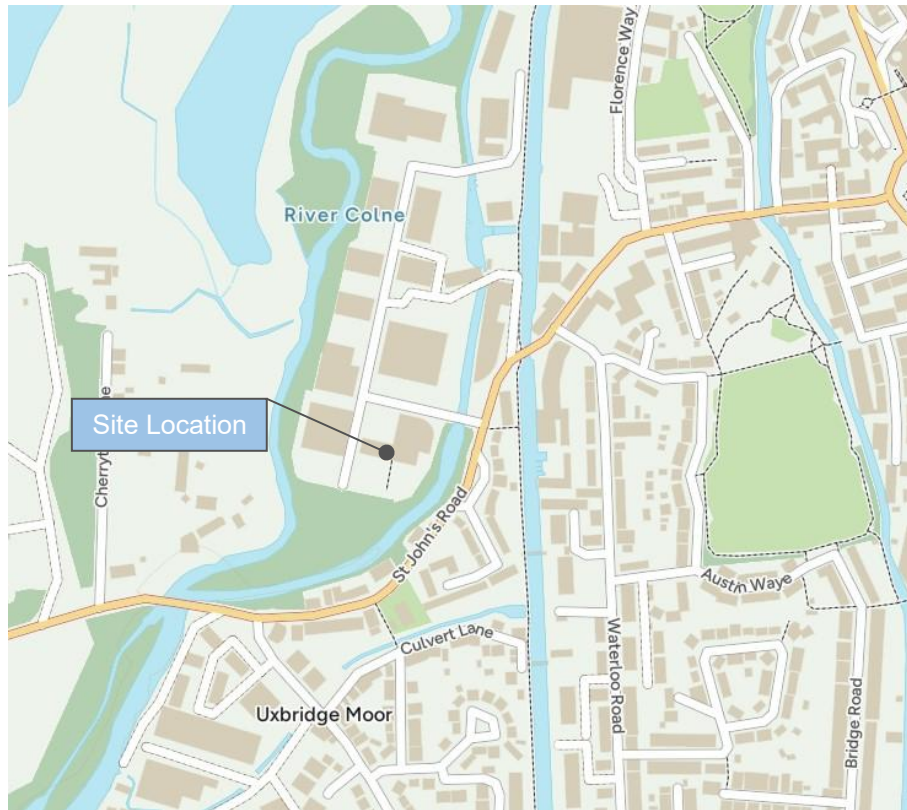 Florence Way
River Colne
Site Location
St John's Road
Austin Waye
Culvert Lane
Waterloo Road
Uxbridge Moor
Bridge Road